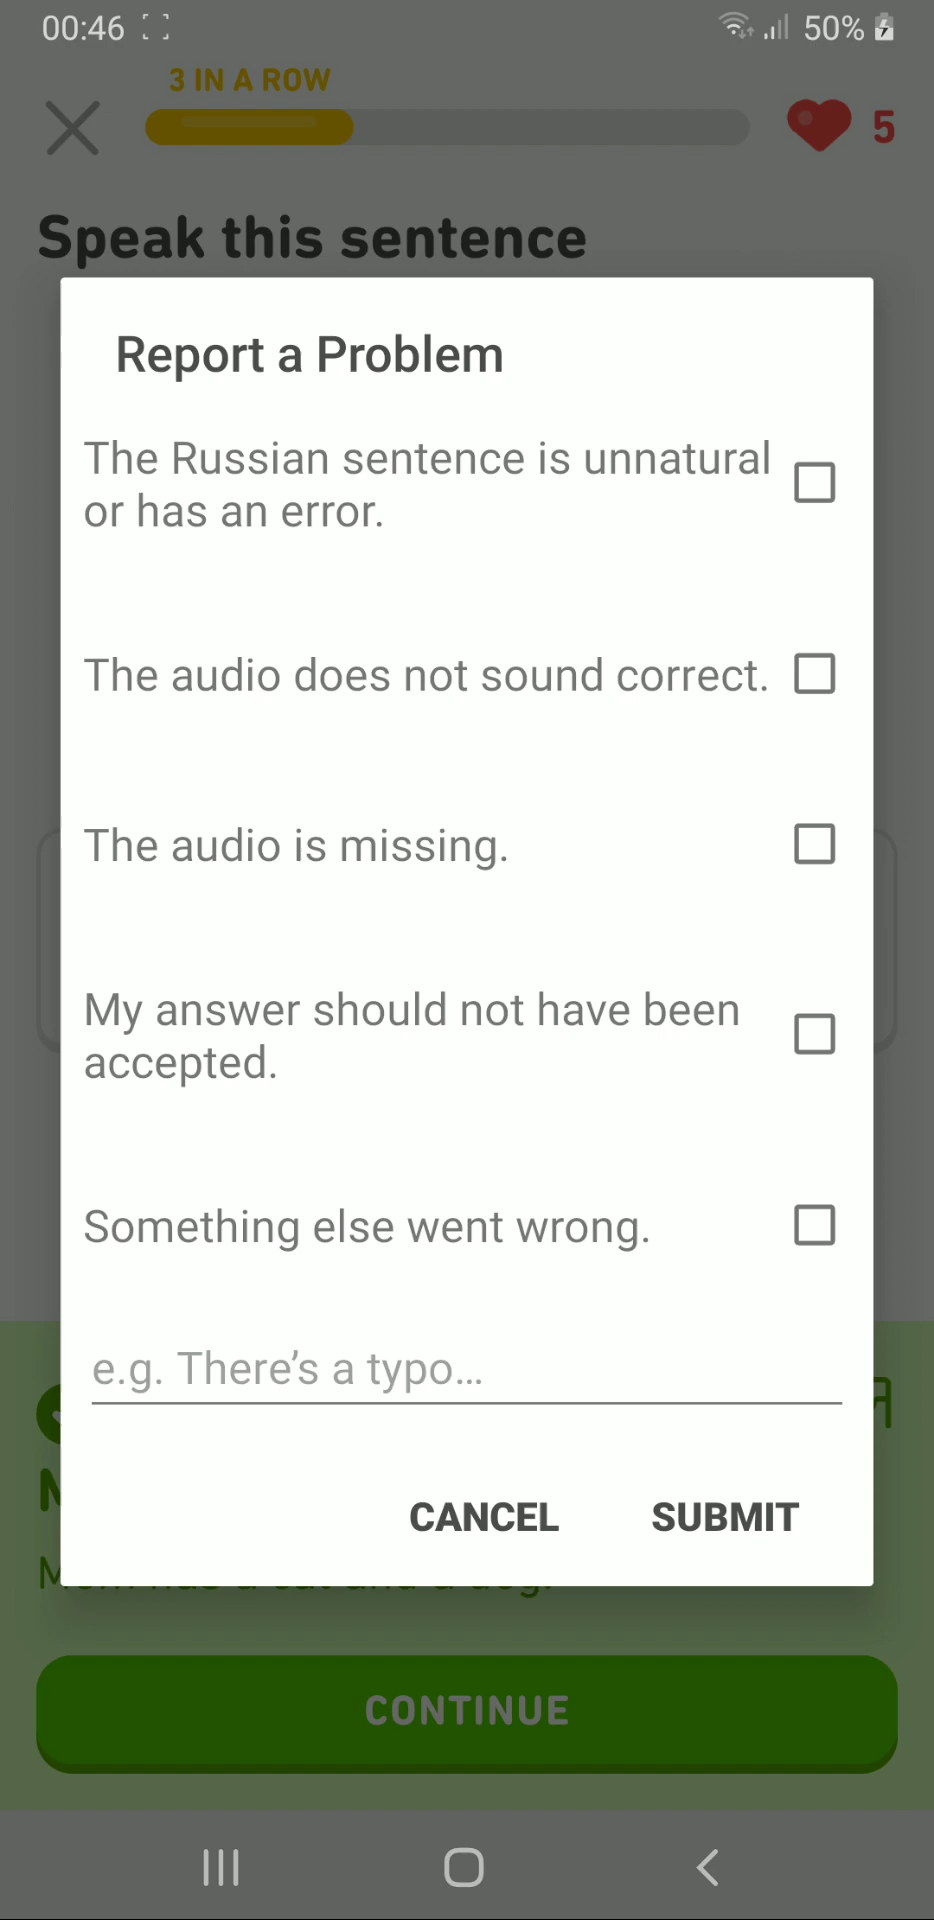 00:46
50%
3 IN A ROW
5
Speak this sentence
Report a Problem
The Russian sentence is unnatural
or has an error.
The audio does not sound correct.
The audio is missing.
My answer should not have been
accepted.
Something else went wrong.
e.g. There’s a typo…
CANCEL
SUBMIT
CONTINUE